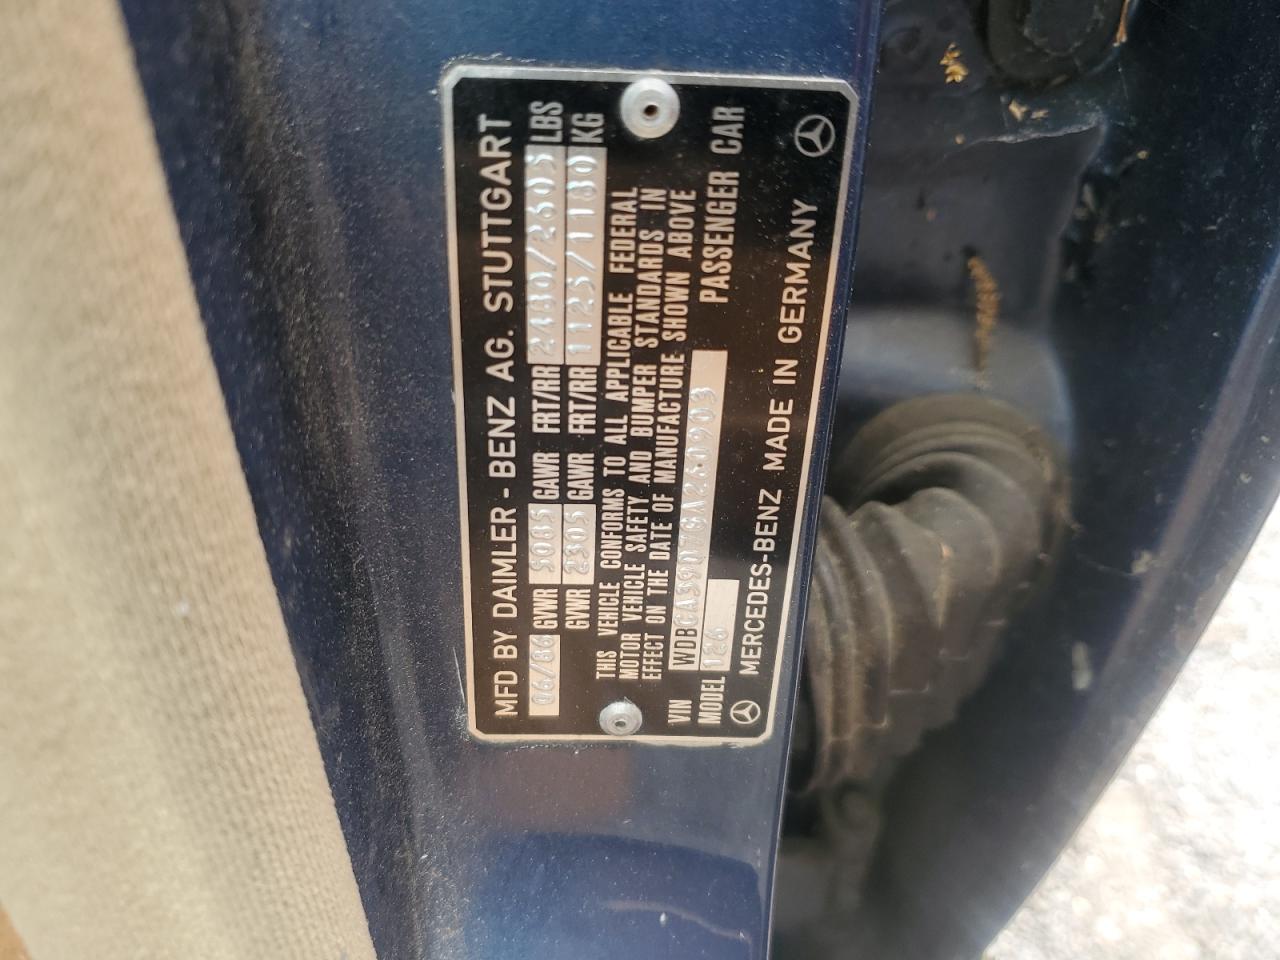 MFD BY DAIMLER - BENZ AG. STUTTGART
06/86 GVWR 5085 GAWR FRT/RR 2480/2605 LBS
GVWR 2305 GAWR FRT/RR 1125/1180 KG
THIS VEHICLE CONFORMS TO ALL APPLICABLE FEDERAL
MOTOR VEHICLE SAFETY AND BUMPER STANDARDS IN
EFFECT ON THE DATE OF MANUFACTURE SHOWN ABOVE
VIN WDBCA39D7GA260903 PASSENGER CAR
MODEL 126
MERCEDES-BENZ MADE IN GERMANY